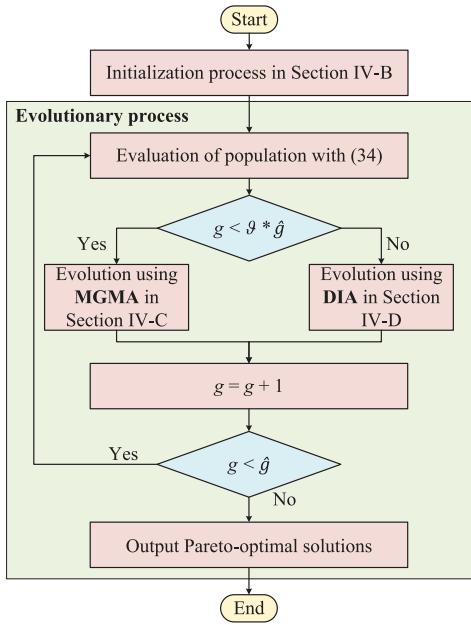 Start
Initialization process in Section IV-B
Evolutionary process
Evaluation of population with (34)
g < ϑ * ĝ
Yes
No
Evolution using
MGMA in
Section IV-C
Evolution using
DIA in Section
IV-D
g = g + 1
Yes
g < ĝ
No
Output Pareto-optimal solutions
End